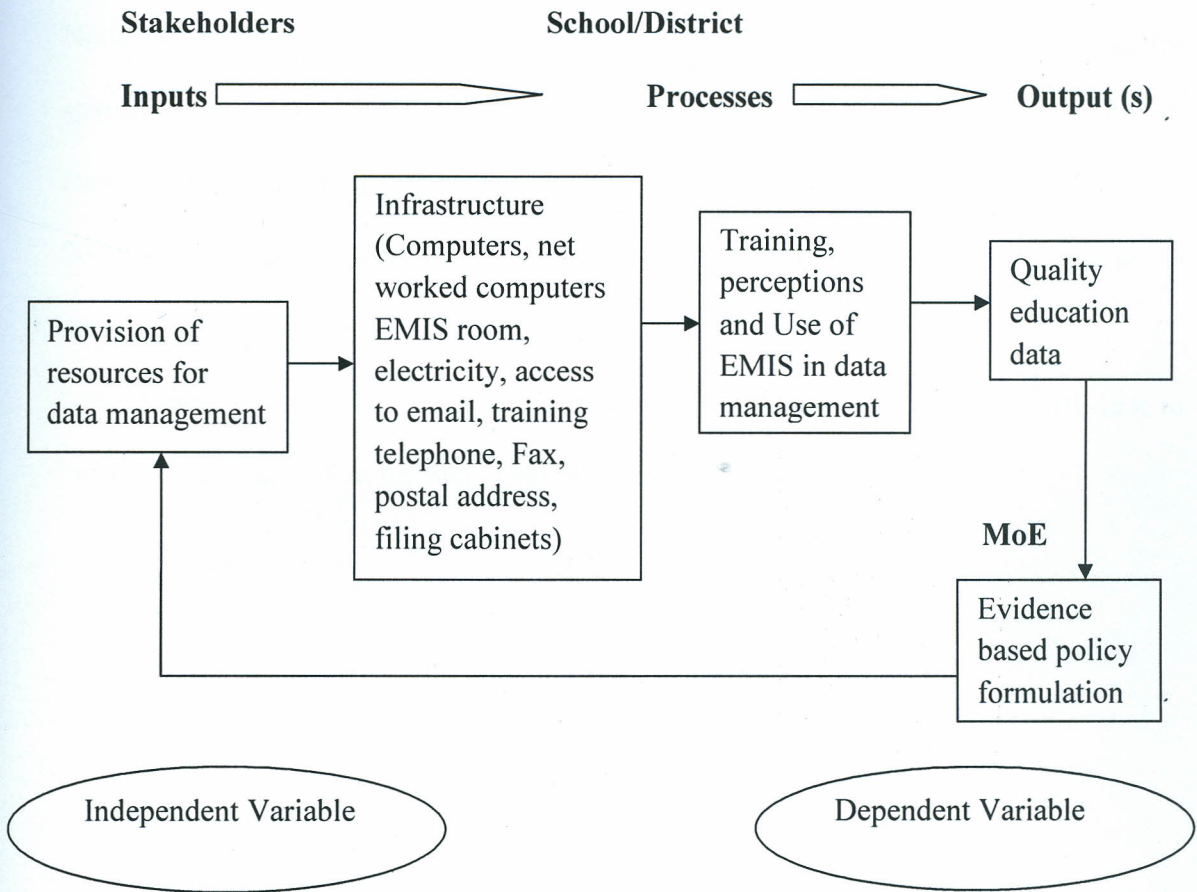 Stakeholders
School/District
Inputs
Processes
Output (s)
Provision of
resources for
data management
Infrastructure
(Computers, net
worked computers
EMIS room,
electricity, access
to email, training
telephone, Fax,
postal address,
filing cabinets)
Training,
perceptions
and Use of
EMIS in data
management
Quality
education
data
MoE
Evidence
based policy
formulation
Independent Variable
Dependent Variable